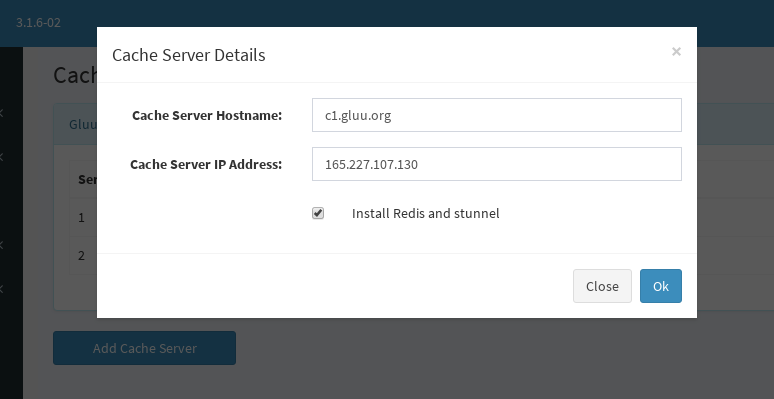 3.1.6-02
Cach
Cache Server Details
×
Gluu
Cache Server Hostname:
c1.gluu.org
Cache Server IP Address:
165.227.107.130
Ser
1
Install Redis and stunnel
2
Close
Ok
Add Cache Server